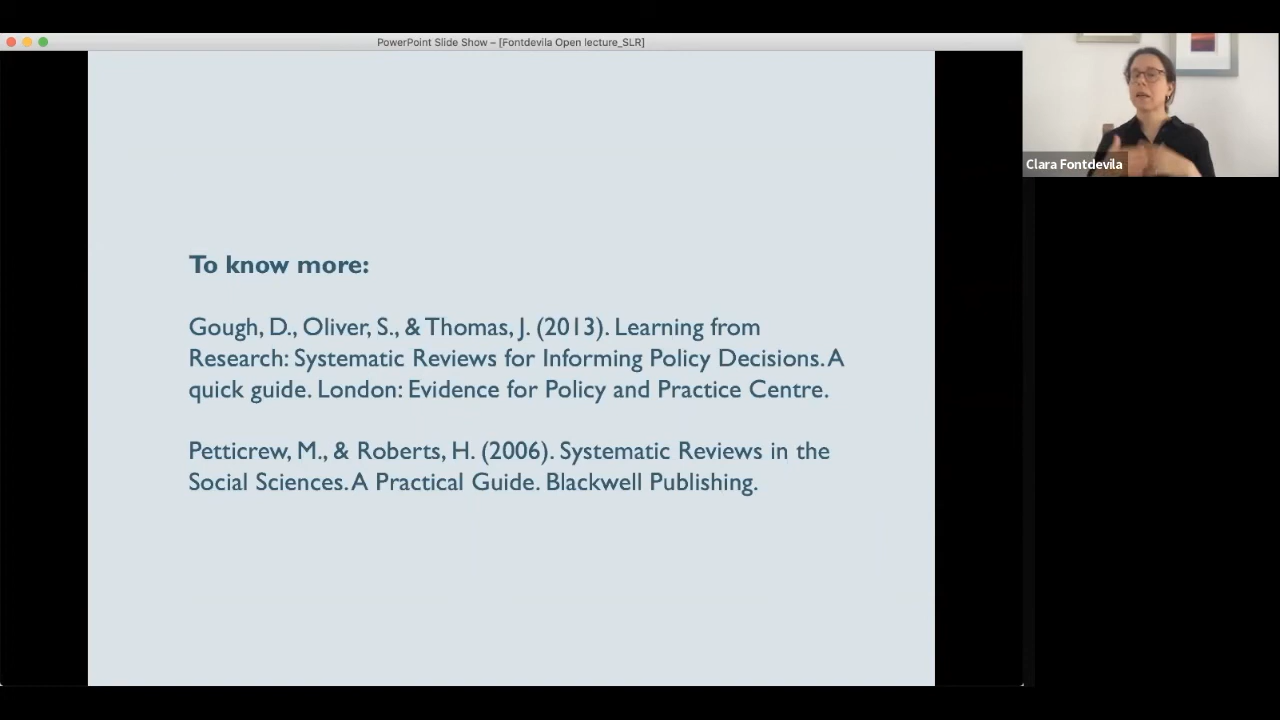 PowerPoint Slide Show – [Fontdevila Open lecture_SLR]
Clara Fontdevila
To know more:
Gough, D., Oliver, S., & Thomas, J. (2013). Learning from
Research: Systematic Reviews for Informing Policy Decisions. A
quick guide. London: Evidence for Policy and Practice Centre.
Petticrew, M., & Roberts, H. (2006). Systematic Reviews in the
Social Sciences. A Practical Guide. Blackwell Publishing.